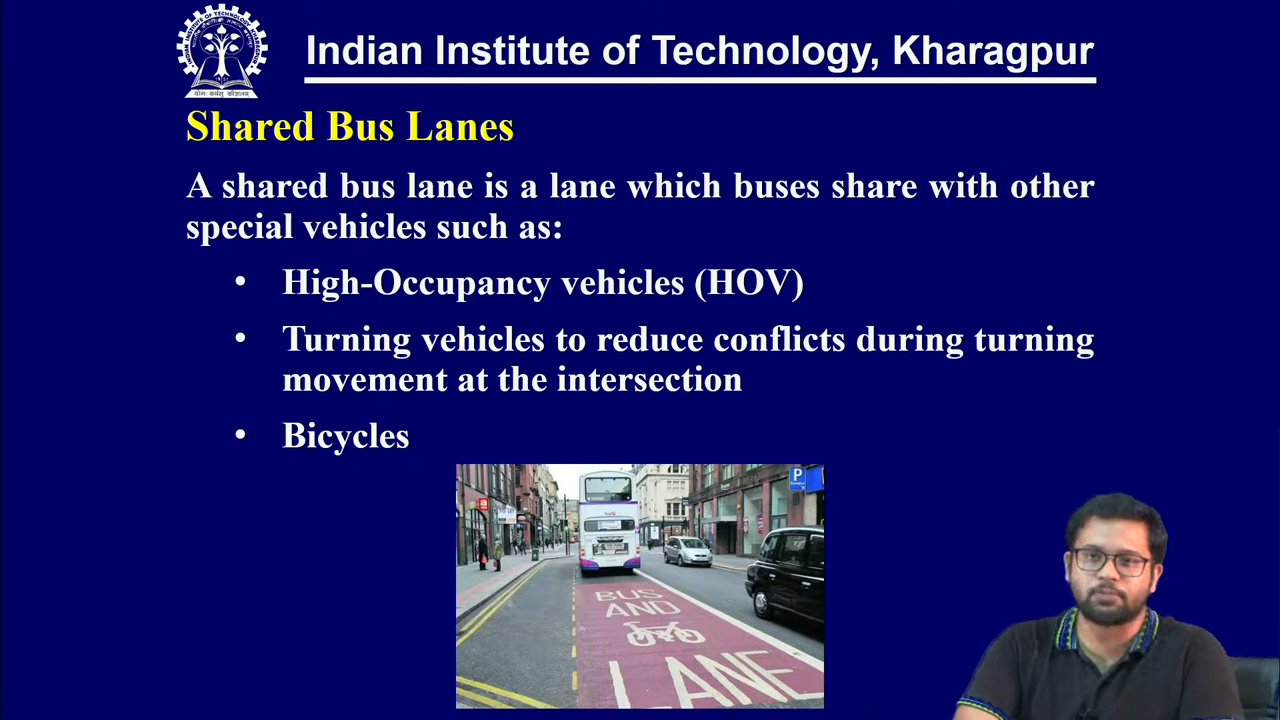 Indian Institute of Technology, Kharagpur
Shared Bus Lanes
A shared bus lane is a lane which buses share with other
special vehicles such as:
• High-Occupancy vehicles (HOV)
• Turning vehicles to reduce conflicts during turning
movement at the intersection
• Bicycles
P
BUS
AND
LANE